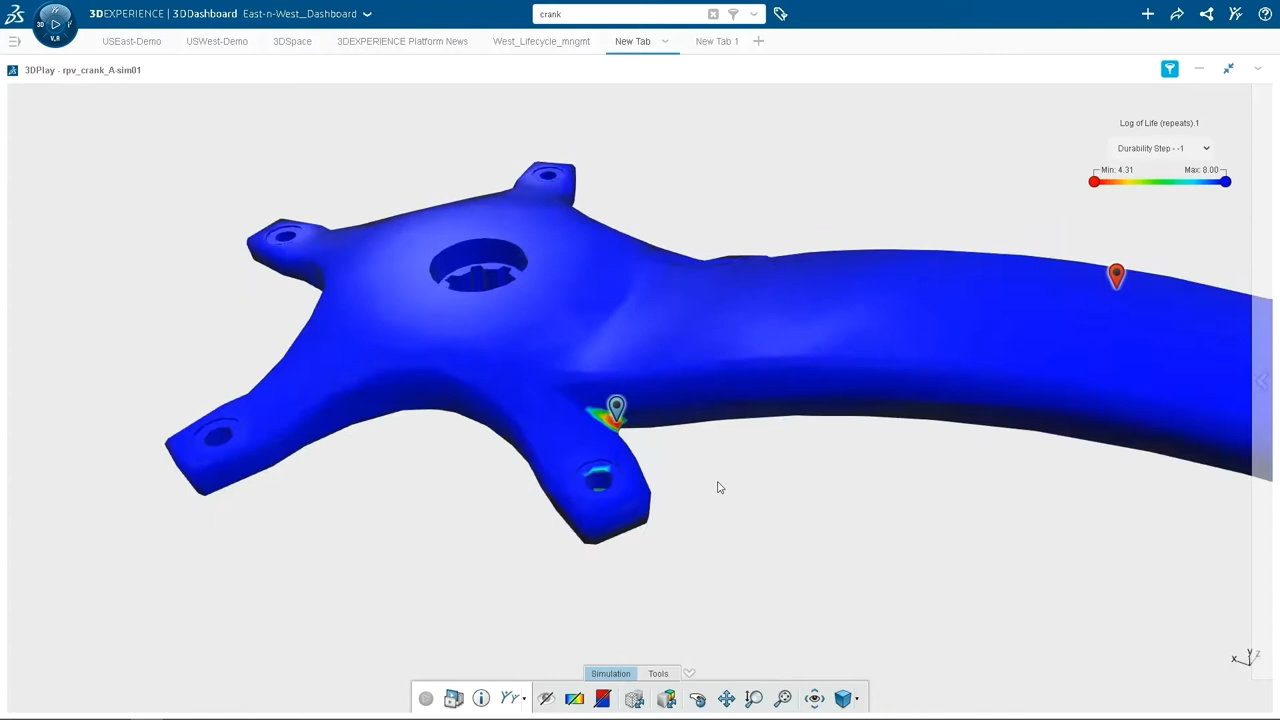 3DEXPERIENCE | 3DDashboard East-n-West__Dashboard
crank
3D
V.R
USEast-Demo
USWest-Demo
3DSpace
3DEXPERIENCE Platform News
West_Lifecycle_mngmt
New Tab
New Tab 1
3DPlay - rpv_crank_A-sim01
Log of Life (repeats).1
Durability Step - -1
Min: 4.31
Max: 8.00
X
Y
Z
Simulation
Tools